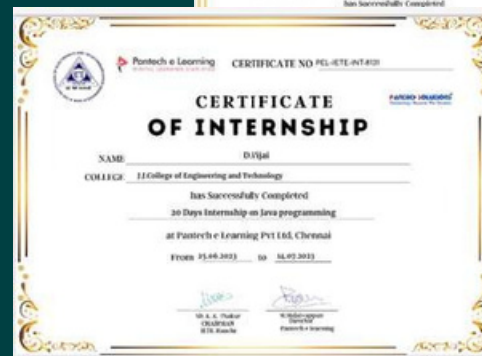 has Successfully Completed
Pantech e Learning
CERTIFICATE NO PEL-IETE-INT-8131
CERTIFICATE
OF INTERNSHIP
NAME D.Vijai
COLLEGE J.J.College of Engineering and Technology
has Successfully Completed
20 Days Internship on Java programming
at Pantech e Learning Pvt Ltd, Chennai
From 25.06.2023 to 14.07.2023
CHAIRMAN
Director
Pantech e learning